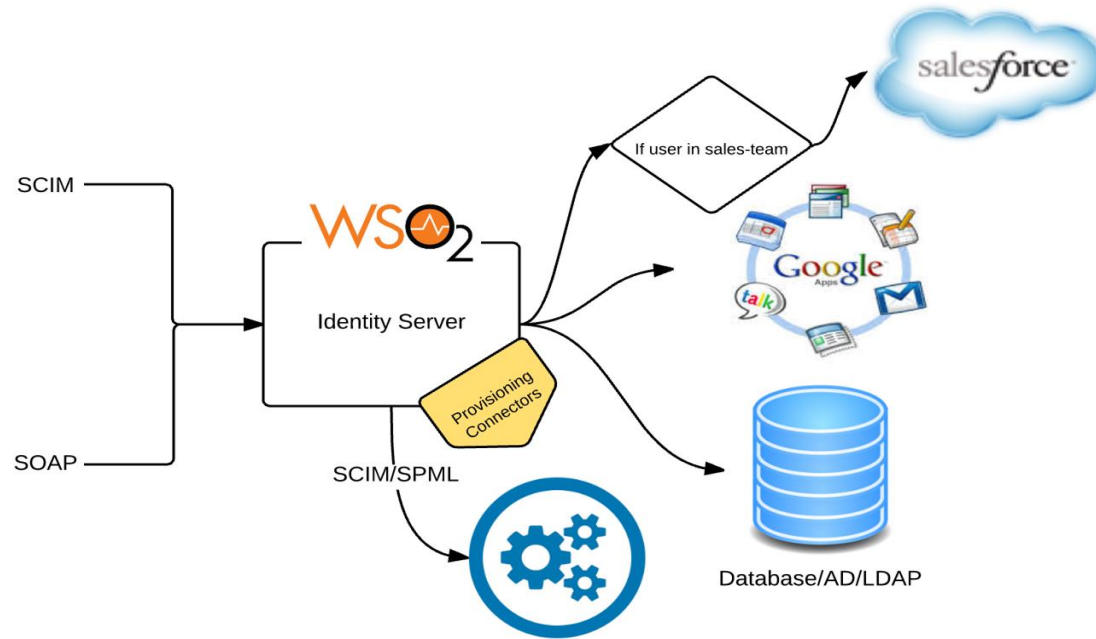 salesforce
If user in sales-team
SCIM
WSO2
Google
Apps
talk
Identity Server
Provisioning
Connectors
SOAP
SCIM/SPML
Database/AD/LDAP